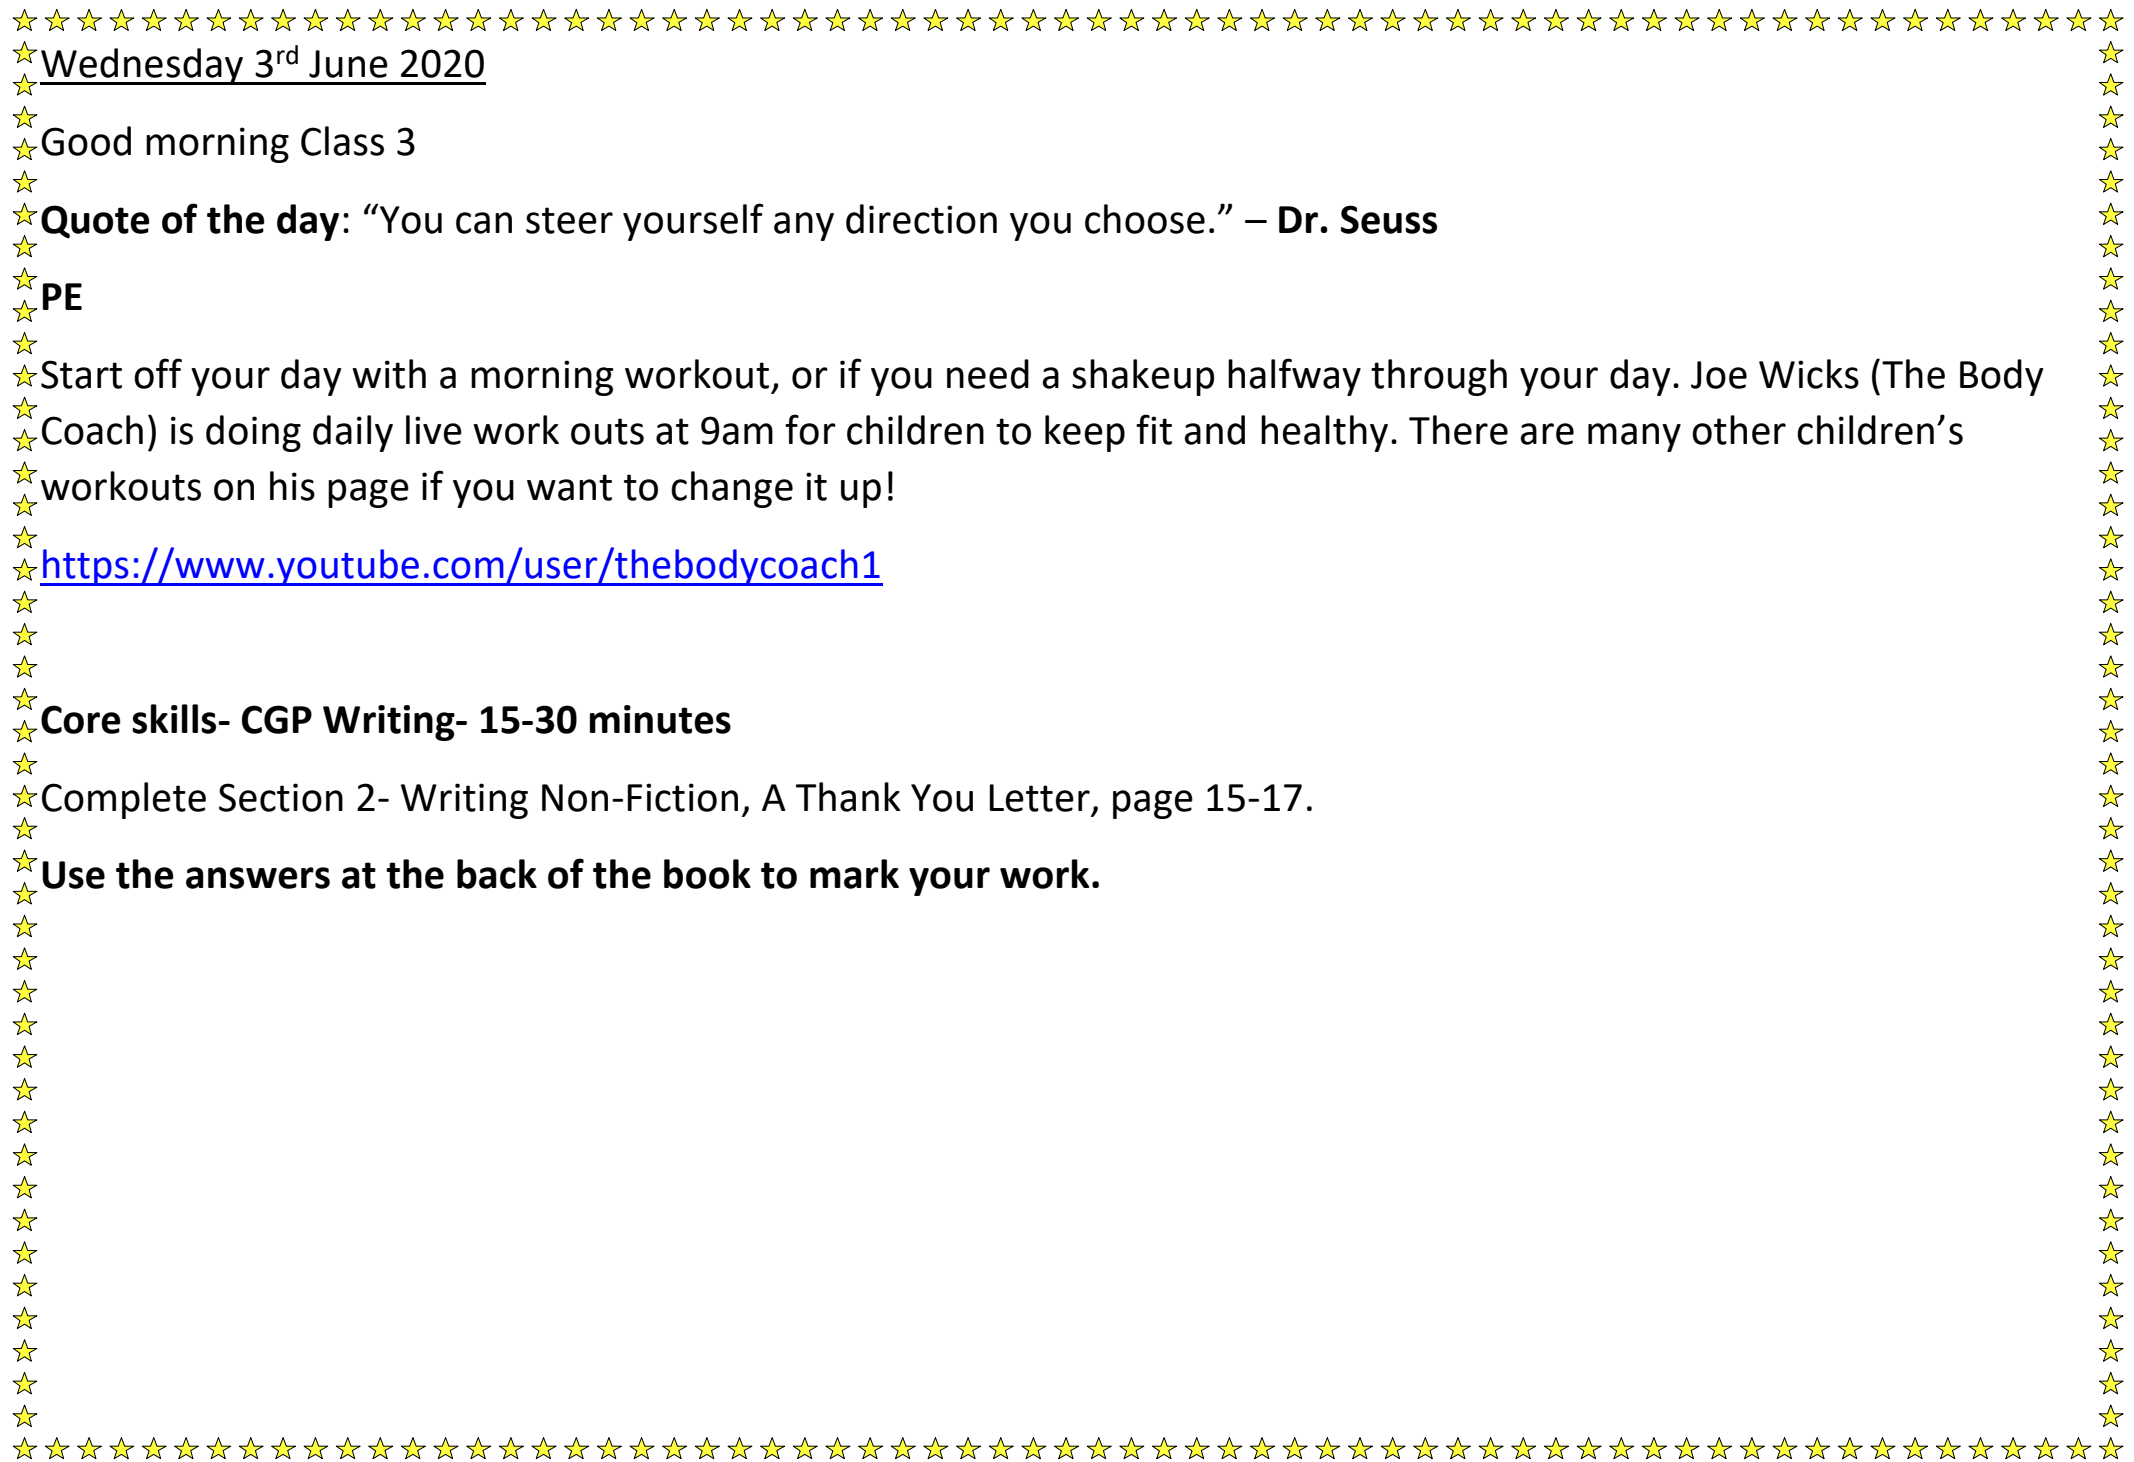 Wednesday 3rd June 2020
Good morning Class 3
Quote of the day: “You can steer yourself any direction you choose.” – Dr. Seuss
PE
Start off your day with a morning workout, or if you need a shakeup halfway through your day. Joe Wicks (The Body
Coach) is doing daily live work outs at 9am for children to keep fit and healthy. There are many other children’s
workouts on his page if you want to change it up!
https://www.youtube.com/user/thebodycoach1
Core skills- CGP Writing- 15-30 minutes
Complete Section 2- Writing Non-Fiction, A Thank You Letter, page 15-17.
Use the answers at the back of the book to mark your work.